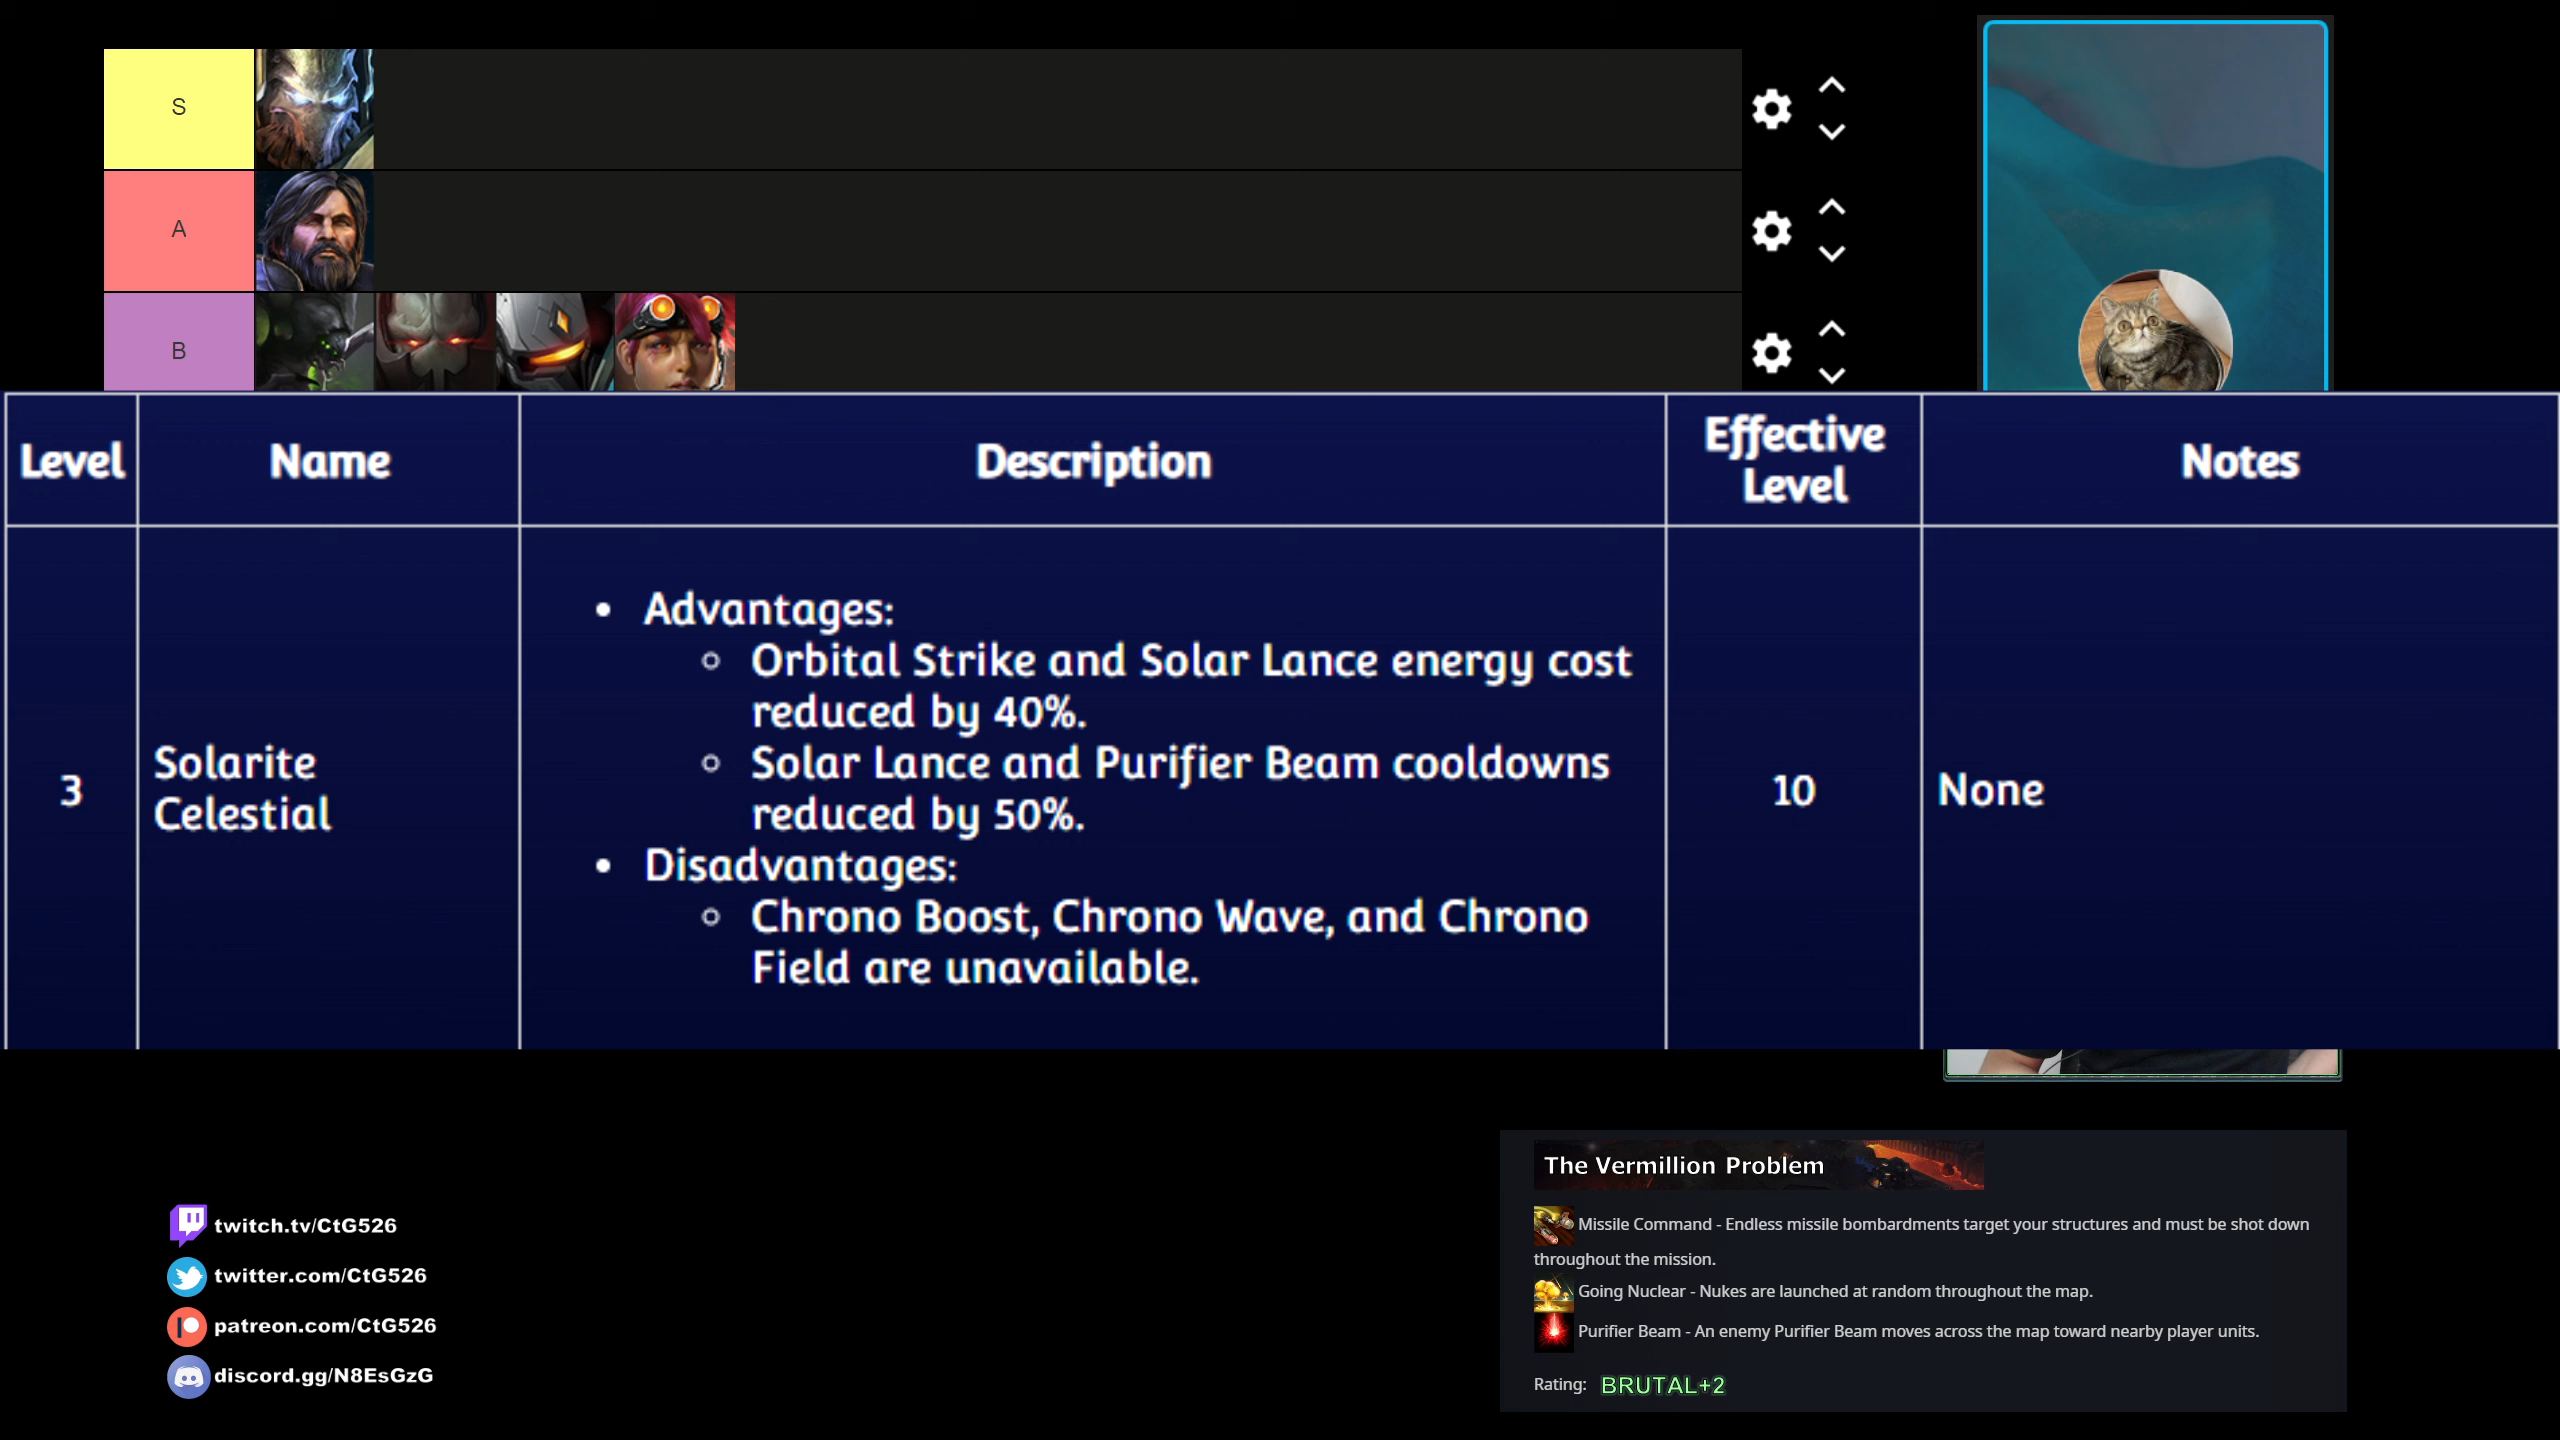 S
A
B
Level
Name
Description
Effective
Level
Notes
3
Solarite
Celestial
• Advantages:
○ Orbital Strike and Solar Lance energy cost
reduced by 40%.
○ Solar Lance and Purifier Beam cooldowns
reduced by 50%.
• Disadvantages:
○ Chrono Boost, Chrono Wave, and Chrono
Field are unavailable.
10
None
twitch.tv/CtG526
twitter.com/CtG526
patreon.com/CtG526
discord.gg/N8EsGzG
The Vermillion Problem
Missile Command - Endless missile bombardments target your structures and must be shot down
throughout the mission.
Going Nuclear - Nukes are launched at random throughout the map.
Purifier Beam - An enemy Purifier Beam moves across the map toward nearby player units.
Rating: BRUTAL+2